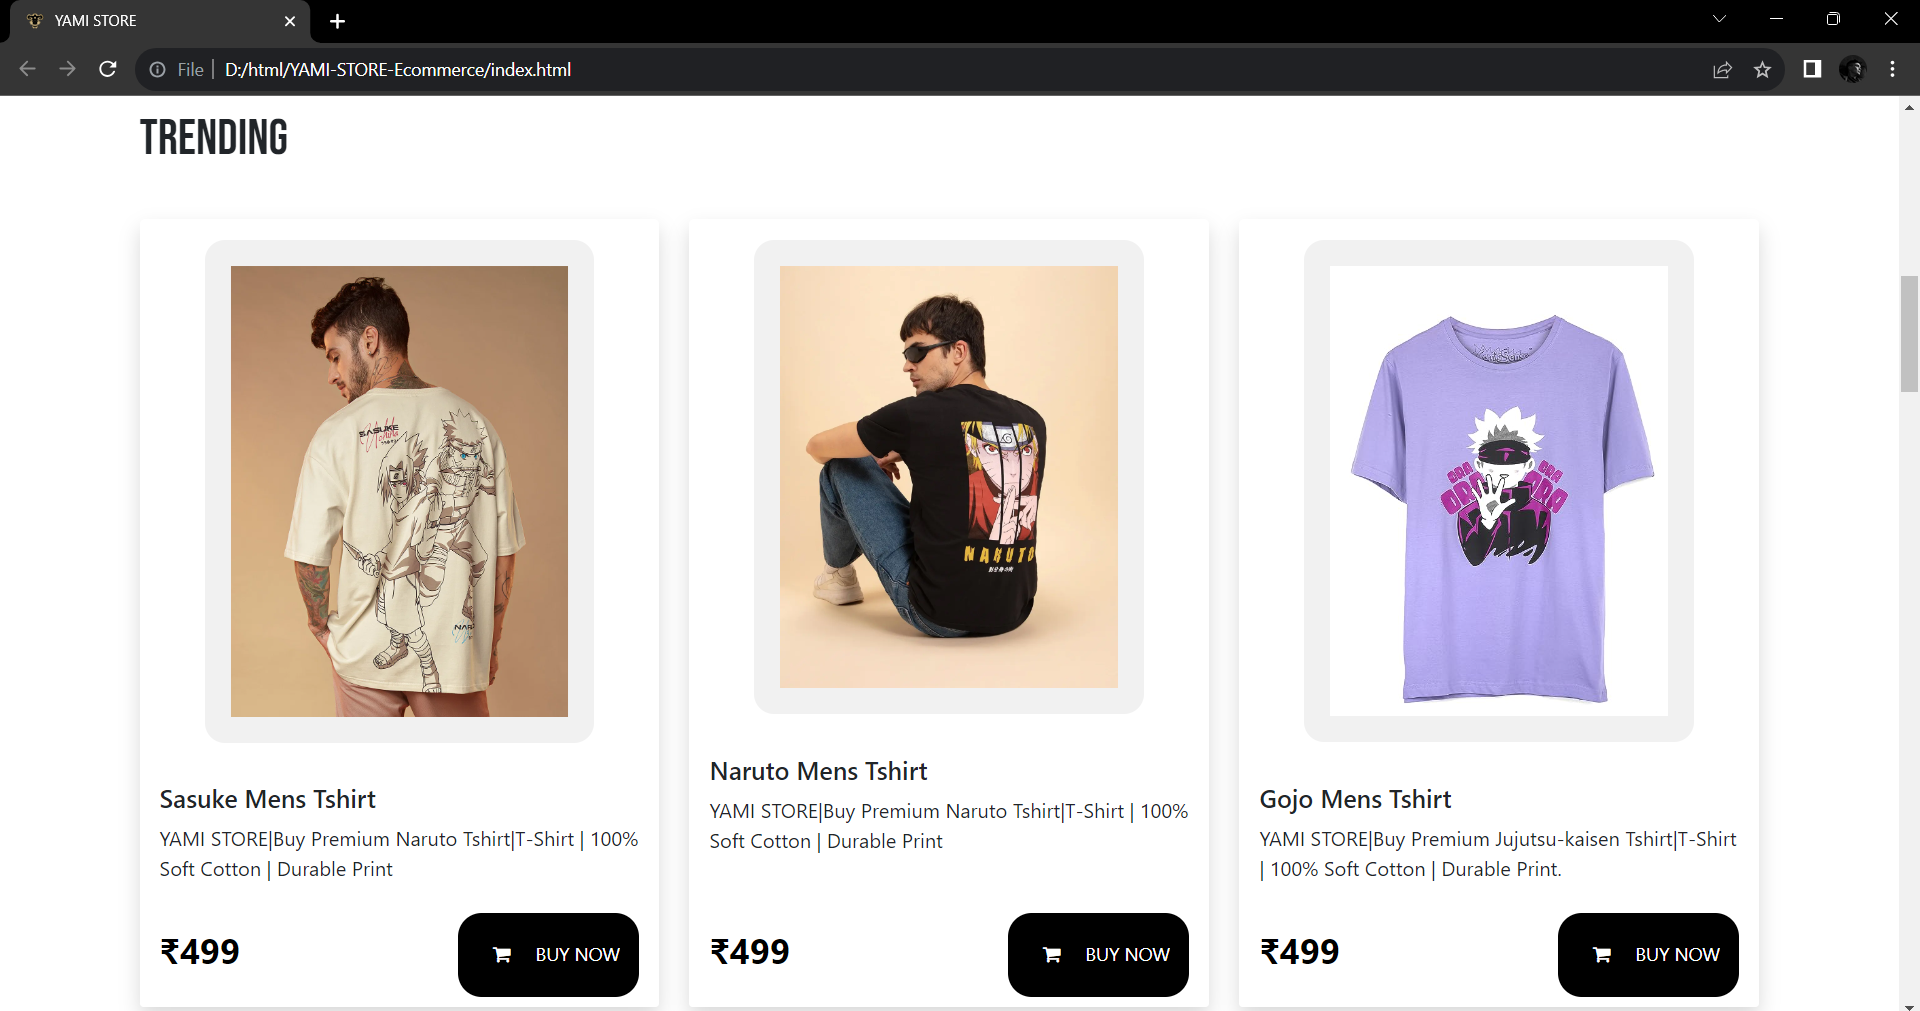 YAMI STORE
File
D:/html/YAMI-STORE-Ecommerce/index.html
TRENDING
SASUKE
NARUTO
Sasuke Mens Tshirt
YAMI STORE|Buy Premium Naruto Tshirt|T-Shirt | 100%
Soft Cotton | Durable Print
₹499
BUY NOW
Naruto Mens Tshirt
YAMI STORE|Buy Premium Naruto Tshirt|T-Shirt | 100%
Soft Cotton | Durable Print
₹499
BUY NOW
Gojo Mens Tshirt
YAMI STORE|Buy Premium Jujutsu-kaisen Tshirt|T-Shirt
| 100% Soft Cotton | Durable Print.
₹499
BUY NOW